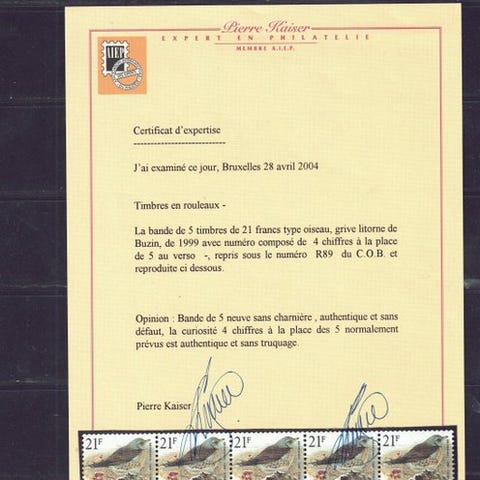 Pierre Kaiser
EXPERT EN PHILATELIE
MEMBRE A.I.E.P.
AIEP
Certificat d'expertise
---------------------------
J'ai examiné ce jour, Bruxelles 28 avril 2004
Timbres en rouleaux -
La bande de 5 timbres de 21 francs type oiseau, grive litorne de
Buzin, de 1999 avec numéro composé de 4 chiffres à la place
de 5 au verso -, repris sous le numéro R89 du C.O.B. et
reproduite ci dessous.
Opinion : Bande de 5 neuve sans charnière , authentique et sans
défaut, la curiosité 4 chiffres à la place des 5 normalement
prévus est authentique et sans truquage.
Pierre Kaiser
21F 21F 21F 21F 21F